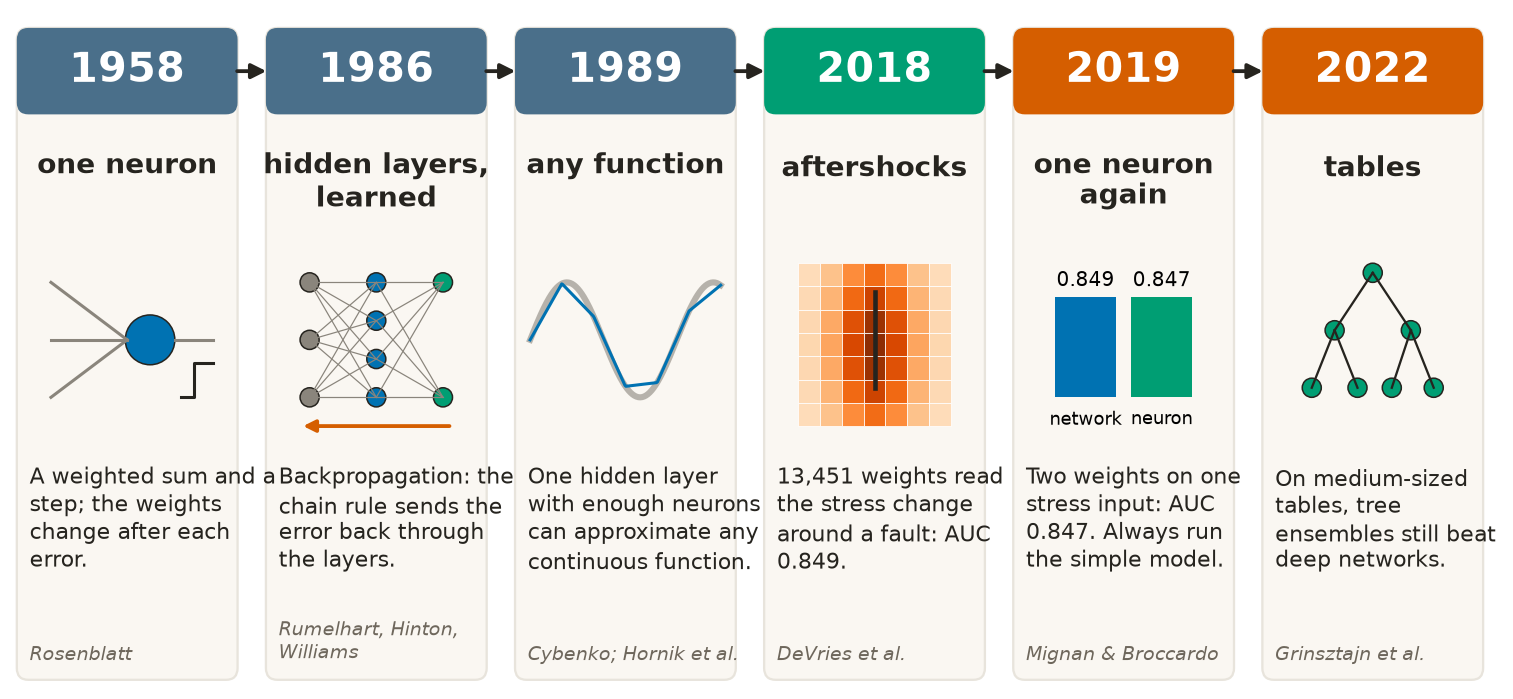 1958
one neuron
A weighted sum and a
step; the weights
change after each
error.
Rosenblatt
1986
hidden layers,
learned
Backpropagation: the
chain rule sends the
error back through
the layers.
Rumelhart, Hinton,
Williams
1989
any function
One hidden layer
with enough neurons
can approximate any
continuous function.
Cybenko; Hornik et al.
2018
aftershocks
13,451 weights read
the stress change
around a fault: AUC
0.849.
DeVries et al.
2019
one neuron
again
0.849 0.847
network neuron
Two weights on one
stress input: AUC
0.847. Always run
the simple model.
Mignan & Broccardo
2022
tables
On medium-sized
tables, tree
ensembles still beat
deep networks.
Grinsztajn et al.